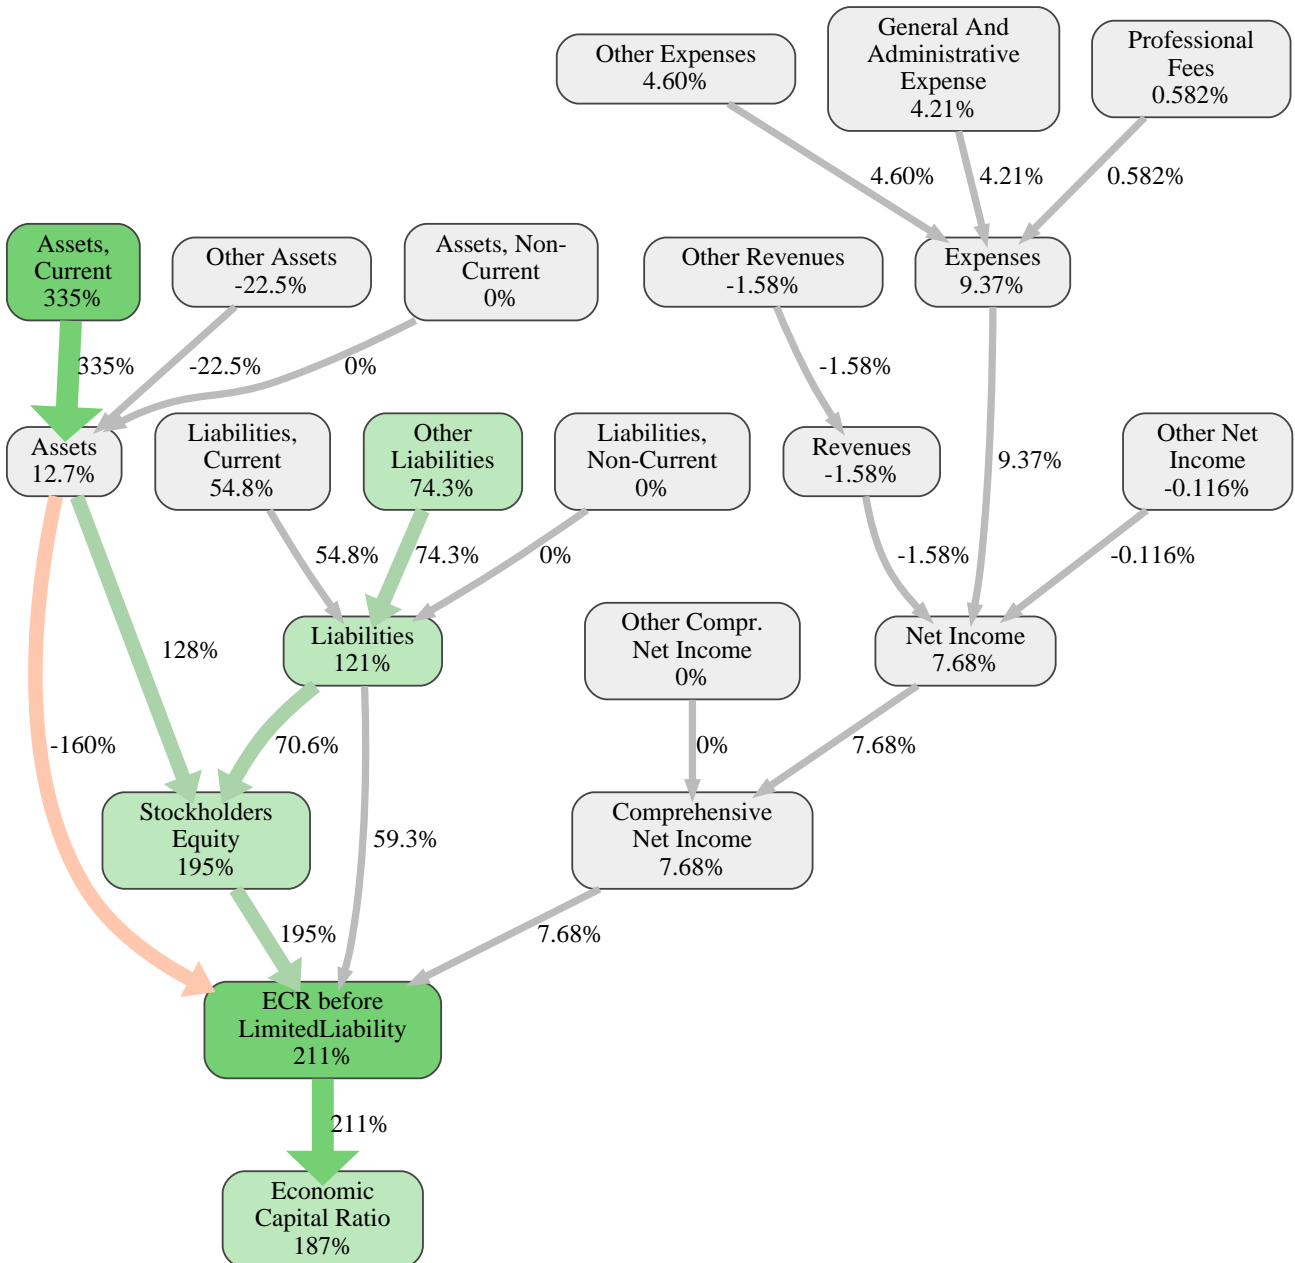 Other Expenses
4.60%
General And
Administrative
Expense
4.21%
Professional
Fees
0.582%
4.60%
4.21%
0.582%
Assets,
Current
335%
Other Assets
-22.5%
Assets, Non-
Current
0%
Other Revenues
-1.58%
Expenses
9.37%
335%
-22.5%
0%
-1.58%
Assets
12.7%
Liabilities,
Current
54.8%
Other
Liabilities
74.3%
Liabilities,
Non-Current
0%
Revenues
-1.58%
9.37%
Other Net
Income
-0.116%
54.8%
74.3%
0%
-1.58%
-0.116%
128%
Liabilities
121%
Other Compr.
Net Income
0%
Net Income
7.68%
-160%
70.6%
0%
7.68%
Stockholders
Equity
195%
59.3%
Comprehensive
Net Income
7.68%
195%
7.68%
ECR before
LimitedLiability
211%
211%
Economic
Capital Ratio
187%